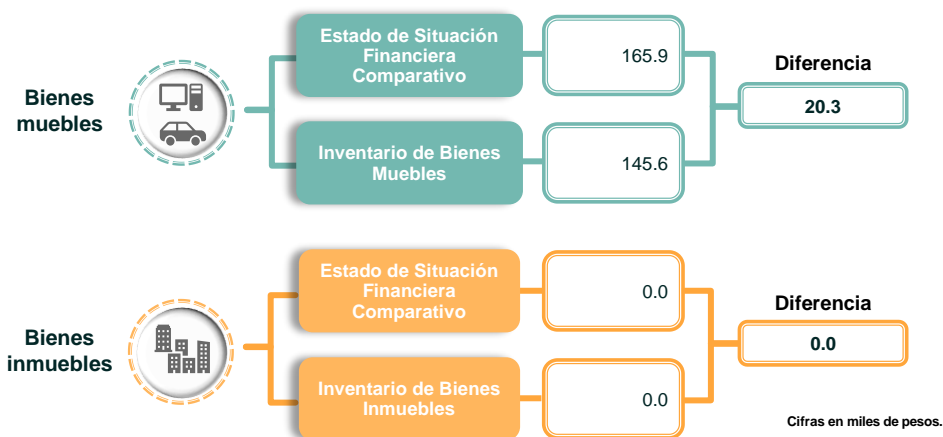 Bienes
muebles
Estado de Situación
Financiera
Comparativo
165.9
Inventario de Bienes
Muebles
145.6
Diferencia
20.3
Bienes
inmuebles
Estado de Situación
Financiera
Comparativo
0.0
Inventario de Bienes
Inmuebles
0.0
Diferencia
0.0
Cifras en miles de pesos.